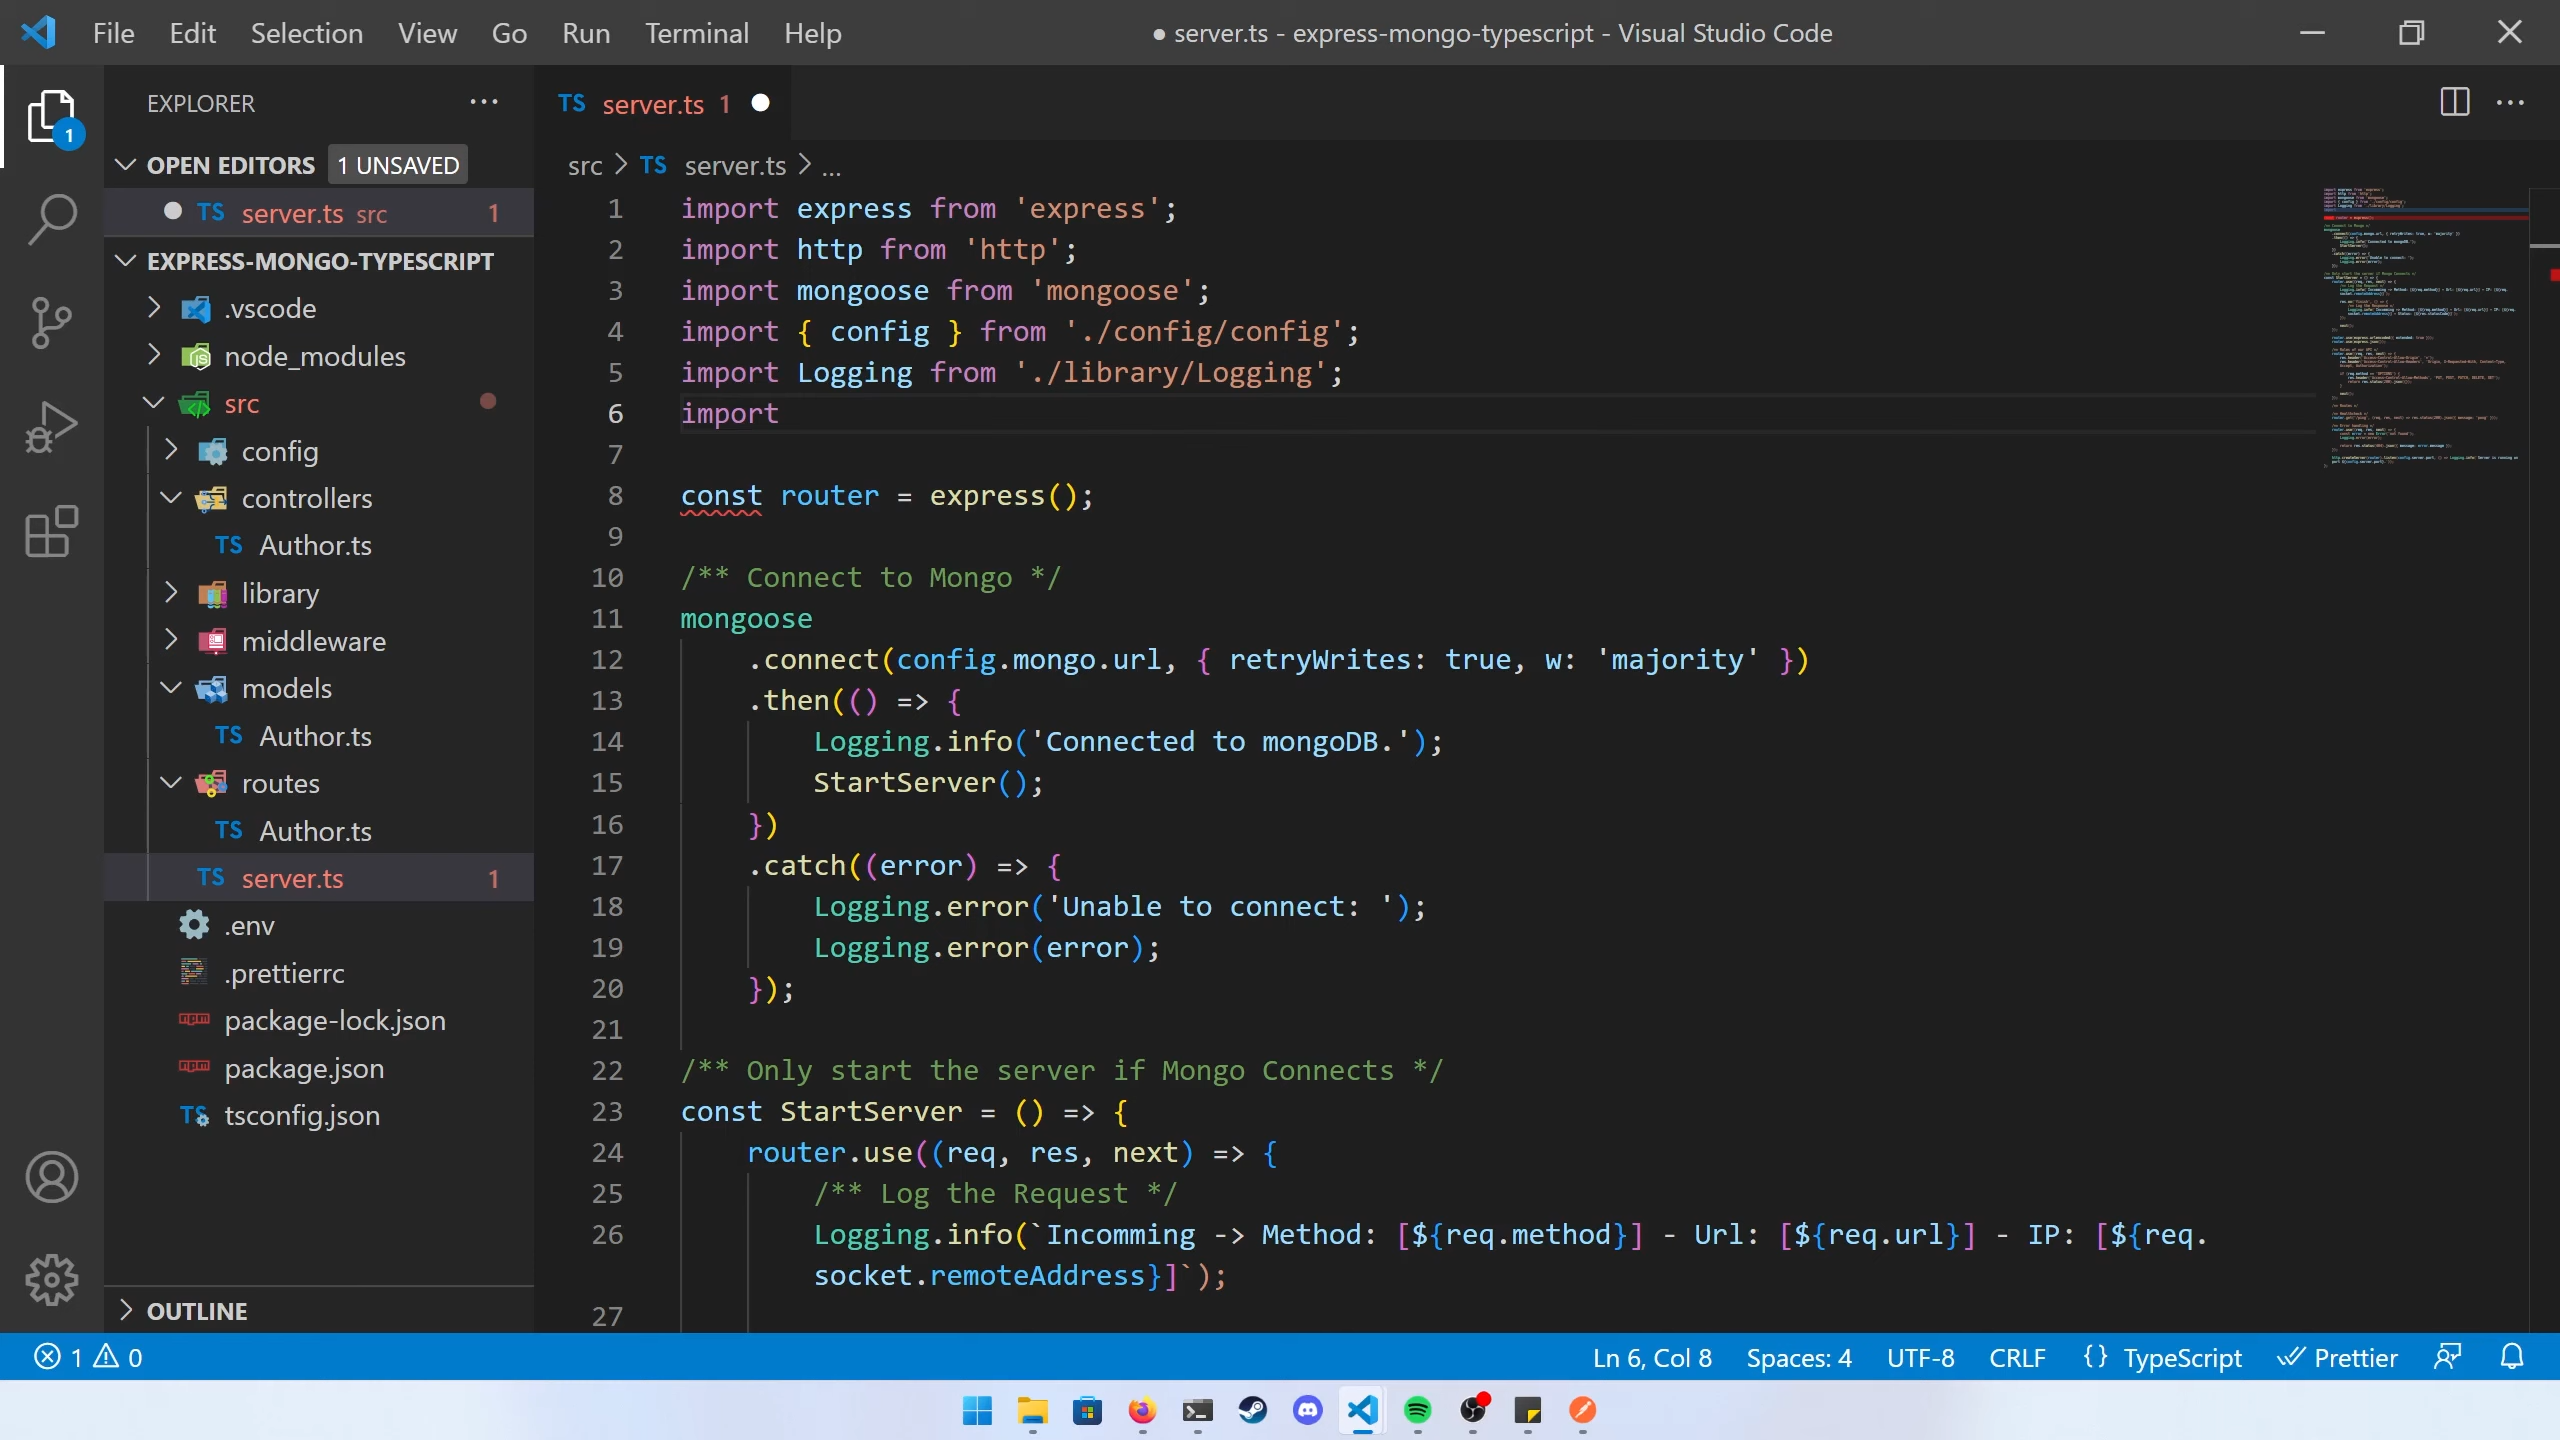 File Edit Selection View Go Run Terminal Help
● server.ts - express-mongo-typescript - Visual Studio Code
EXPLORER
OPEN EDITORS 1 UNSAVED
TS server.ts src 1
EXPRESS-MONGO-TYPESCRIPT
.vscode
node_modules
src
config
controllers
TS Author.ts
library
middleware
models
TS Author.ts
routes
TS Author.ts
TS server.ts 1
.env
.prettierrc
package-lock.json
package.json
tsconfig.json
OUTLINE
TS server.ts 1
src > TS server.ts > ...
1 import express from 'express';
2 import http from 'http';
3 import mongoose from 'mongoose';
4 import { config } from './config/config';
5 import Logging from './library/Logging';
6 import
7
8 const router = express();
9
10 /** Connect to Mongo */
11 mongoose
12 .connect(config.mongo.url, { retryWrites: true, w: 'majority' })
13 .then(() => {
14 Logging.info('Connected to mongoDB.');
15 StartServer();
16 })
17 .catch((error) => {
18 Logging.error('Unable to connect: ');
19 Logging.error(error);
20 });
21
22 /** Only start the server if Mongo Connects */
23 const StartServer = () => {
24 router.use((req, res, next) => {
25 /** Log the Request */
26 Logging.info(`Incomming -> Method: [${req.method}] - Url: [${req.url}] - IP: [${req.
socket.remoteAddress}]`);
27
1 0
Ln 6, Col 8 Spaces: 4 UTF-8 CRLF {} TypeScript Prettier